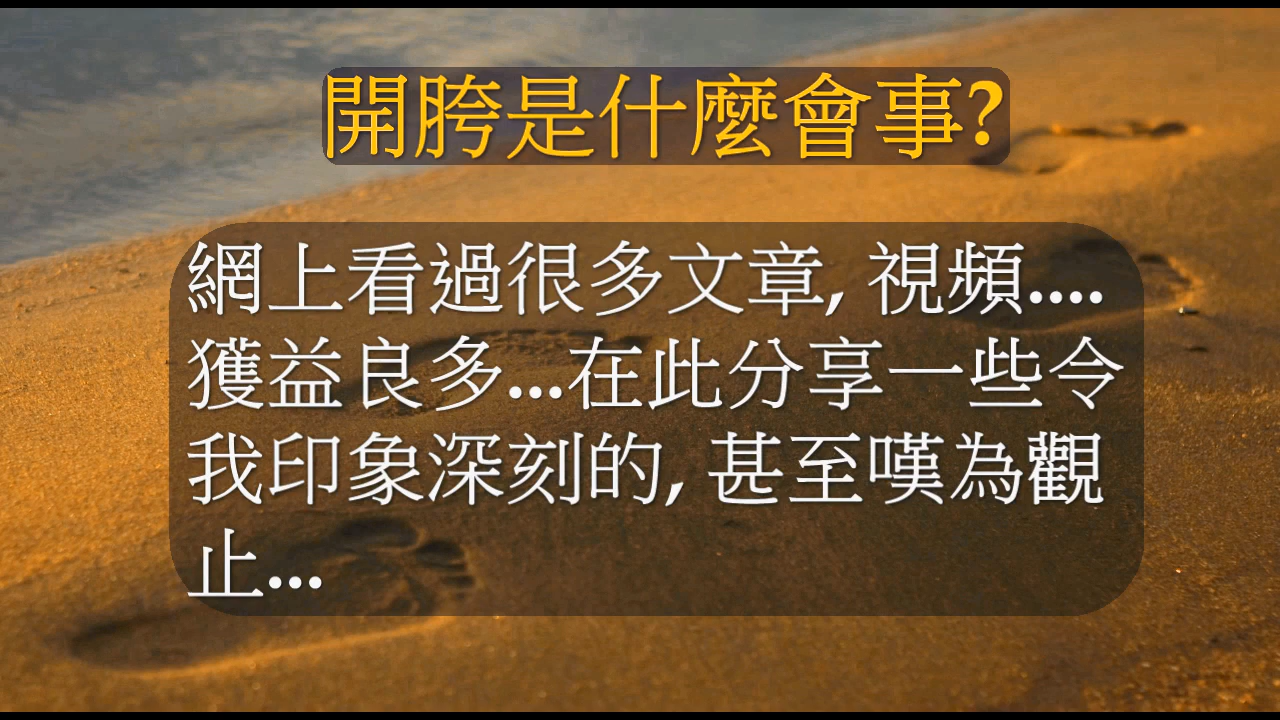 開胯是什麼會事?
網上看過很多文章, 視頻....
獲益良多...在此分享一些令
我印象深刻的, 甚至嘆為觀
止...